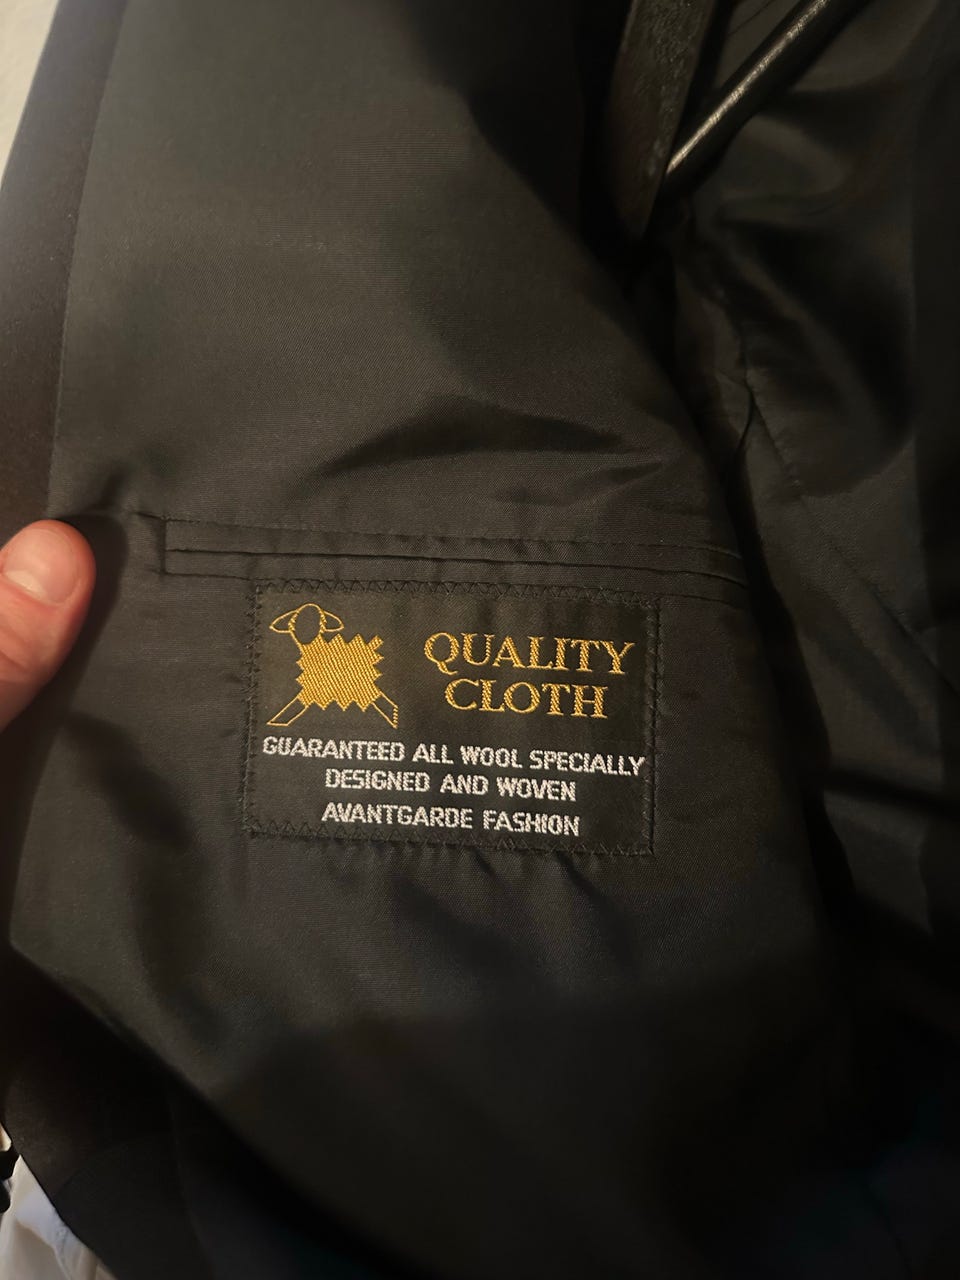 QUALITY
CLOTH
GUARANTEED ALL WOOL SPECIALLY
DESIGNED AND WOVEN
AVANTGARDE FASHION